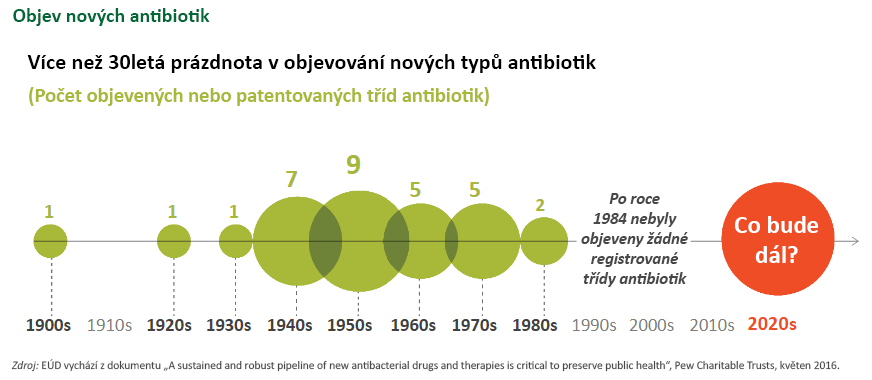 Objev nových antibiotik
Více než 30letá prázdnota v objevování nových typů antibiotik
(Počet objevených nebo patentovaných tříd antibiotik)
1
1
1
7
9
5
5
2
Po roce
1984 nebyly
objeveny žádné
registrované
třídy antibiotik
Co bude
dál?
1900s 1910s 1920s 1930s 1940s 1950s 1960s 1970s 1980s 1990s 2000s 2010s 2020s
Zdroj: EÚD vychází z dokumentu „A sustained and robust pipeline of new antibacterial drugs and therapies is critical to preserve public health“, Pew Charitable Trusts, květen 2016.